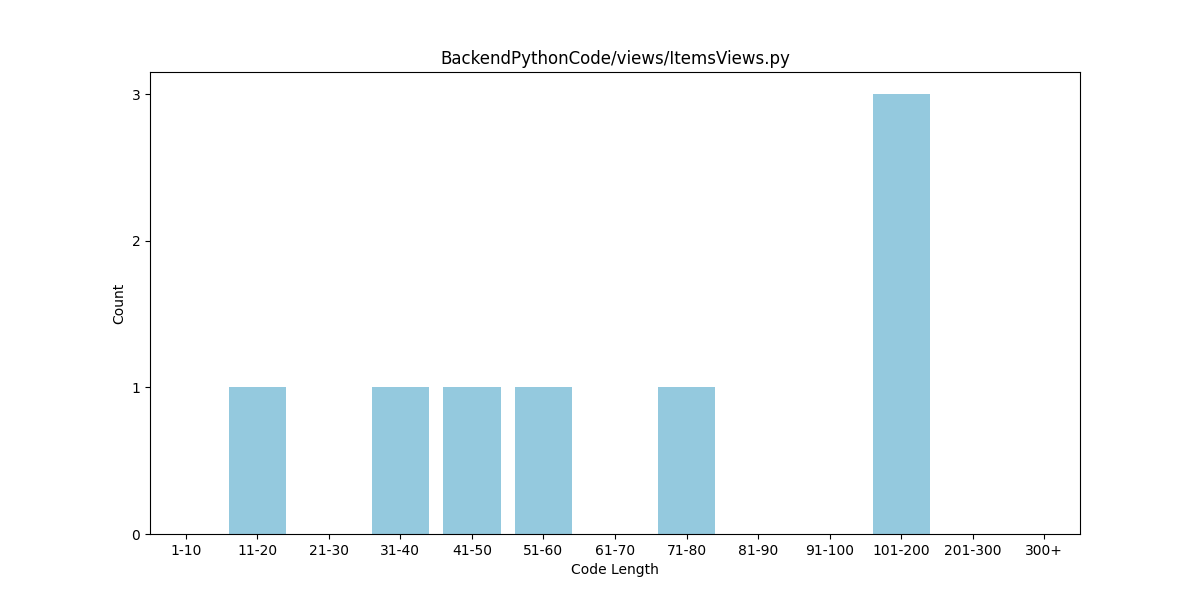 BackendPythonCode/views/ItemsViews.py
Count
3
2
1
0
1-10 11-20 21-30 31-40 41-50 51-60 61-70 71-80 81-90 91-100 101-200 201-300 300+
Code Length